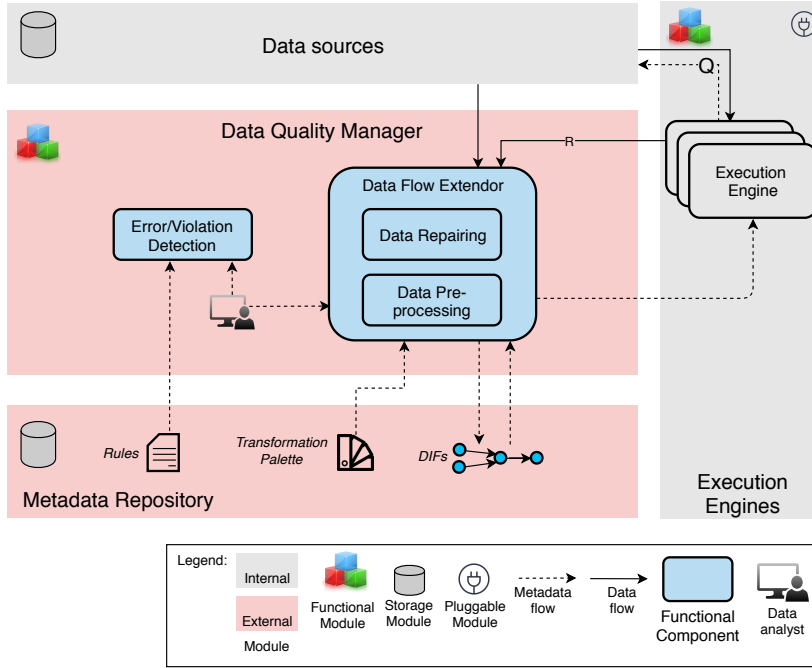 Data sources
Q
Data Quality Manager
R
Execution
Engine
Data Flow Extendor
Error/Violation
Detection
Data Repairing
Data Pre-
processing
Rules
Transformation
Palette
DIFs
Metadata Repository
Execution
Engines
Legend:
Internal
External
Module
Functional
Module
Storage
Module
Pluggable
Module
Metadata
flow
Data
flow
Functional
Component
Data
analyst